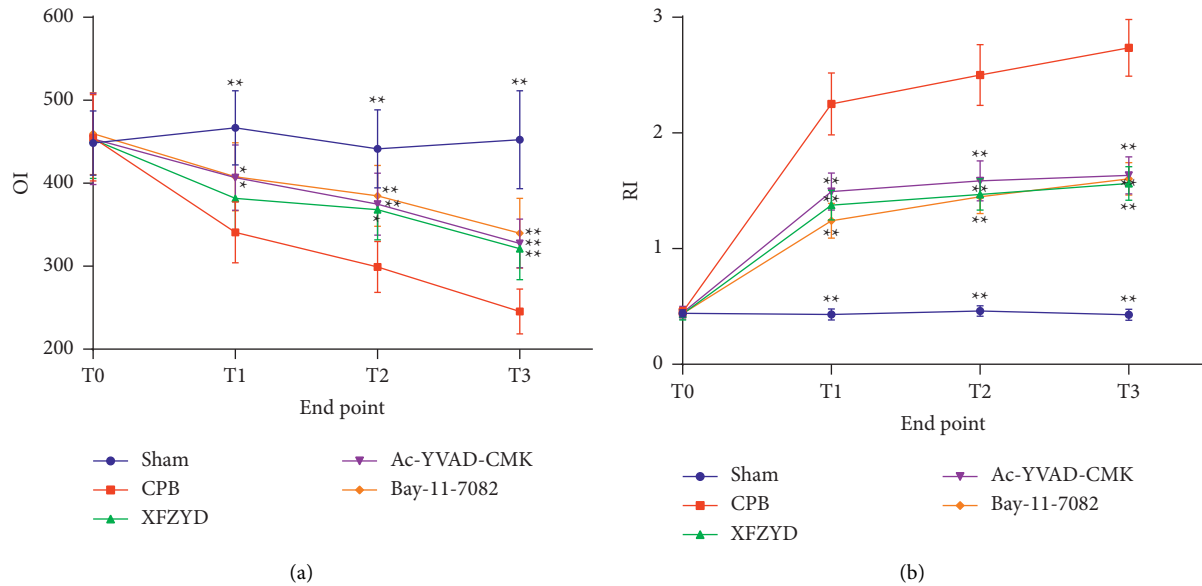 600
500
400
300
200
OI
**
**
**
*
*
**
**
*
**
**
**
T0
T1
T2
T3
End point
Sham
CPB
XFZYD
Ac-YVAD-CMK
Bay-11-7082
(a)
3
2
1
0
RI
**
**
**
**
**
**
**
**
**
**
**
**
T0
T1
T2
T3
End point
Sham
CPB
XFZYD
Ac-YVAD-CMK
Bay-11-7082
(b)